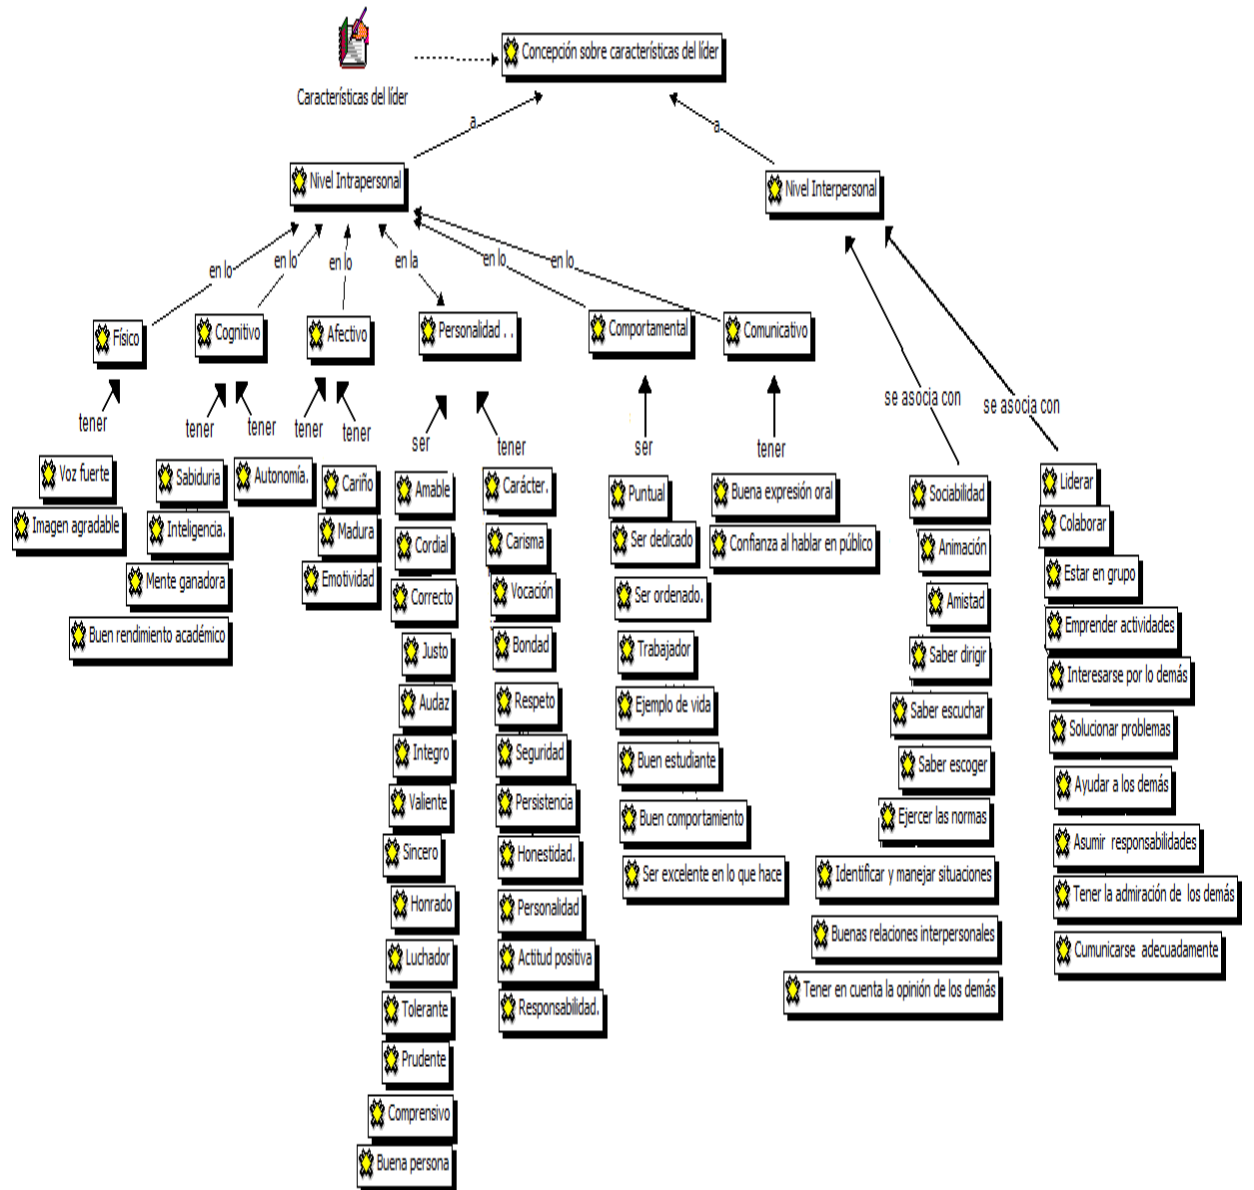 Concepción sobre características del líder
Características del líder
a
a
Nivel Intrapersonal
Nivel Interpersonal
en lo
en lo
en lo
en la
en lo
en lo
Físico
Cognitivo
Afectivo
Personalidad . .
Comportamental
Comunicativo
se asocia con
se asocia con
tener
tener
tener
tener
tener
ser
tener
ser
tener
Voz fuerte
Imagen agradable
Sabiduria
Inteligencia.
Mente ganadora
Buen rendimiento académico
Autonomía.
Cariño
Madura
Emotividad
Amable
Cordial
Correcto
Justo
Audaz
Integro
Valiente
Sincero
Honrado
Luchador
Tolerante
Prudente
Comprensivo
Buena persona
Carácter.
Carisma
Vocación
Bondad
Respeto
Seguridad
Persistencia
Honestidad.
Personalidad
Actitud positiva
Responsabilidad.
Puntual
Ser dedicado
Ser ordenado.
Trabajador
Ejemplo de vida
Buen estudiante
Buen comportamiento
Ser excelente en lo que hace
Buena expresión oral
Confianza al hablar en público
Sociabilidad
Animación
Amistad
Saber dirigir
Saber escuchar
Saber escoger
Ejercer las normas
Identificar y manejar situaciones
Buenas relaciones interpersonales
Tener en cuenta la opinión de los demás
Liderar
Colaborar
Estar en grupo
Emprender actividades
Interesarse por lo demás
Solucionar problemas
Ayudar a los demás
Asumir responsabilidades
Tener la admiración de los demás
Cumunicarse adecuadamente